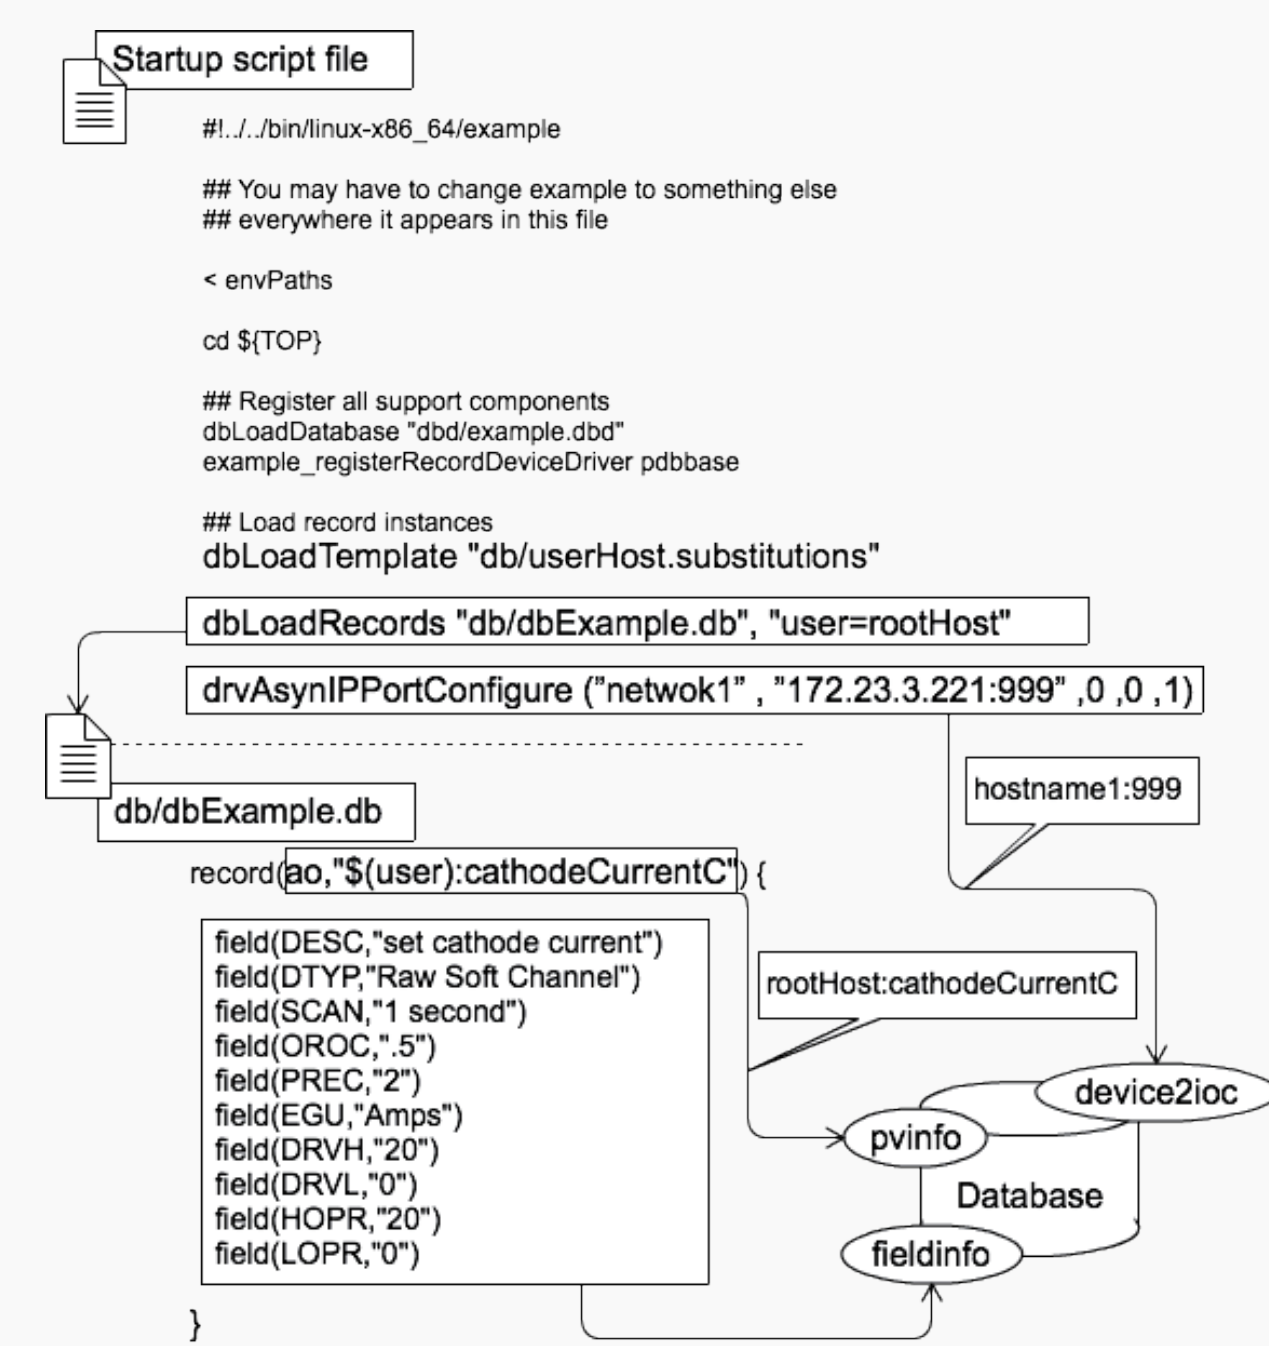 Startup script file
#!../../bin/linux-x86_64/example
## You may have to change example to something else
## everywhere it appears in this file
< envPaths
cd ${TOP}
## Register all support components
dbLoadDatabase "dbd/example.dbd"
example_registerRecordDeviceDriver pdbbase
## Load record instances
dbLoadTemplate "db/userHost.substitutions"
dbLoadRecords "db/dbExample.db", "user=rootHost"
drvAsynIPPortConfigure ("netwok1" , "172.23.3.221:999" ,0 ,0 ,1)
hostname1:999
db/dbExample.db
record(ao,"$(user):cathodeCurrentC") {
field(DESC,"set cathode current")
field(DTYP,"Raw Soft Channel")
field(SCAN,"1 second")
field(OROC,".5")
field(PREC,"2")
field(EGU,"Amps")
field(DRVH,"20")
field(DRVL,"0")
field(HOPR,"20")
field(LOPR,"0")
}
rootHost:cathodeCurrentC
device2ioc
pvinfo
Database
fieldinfo